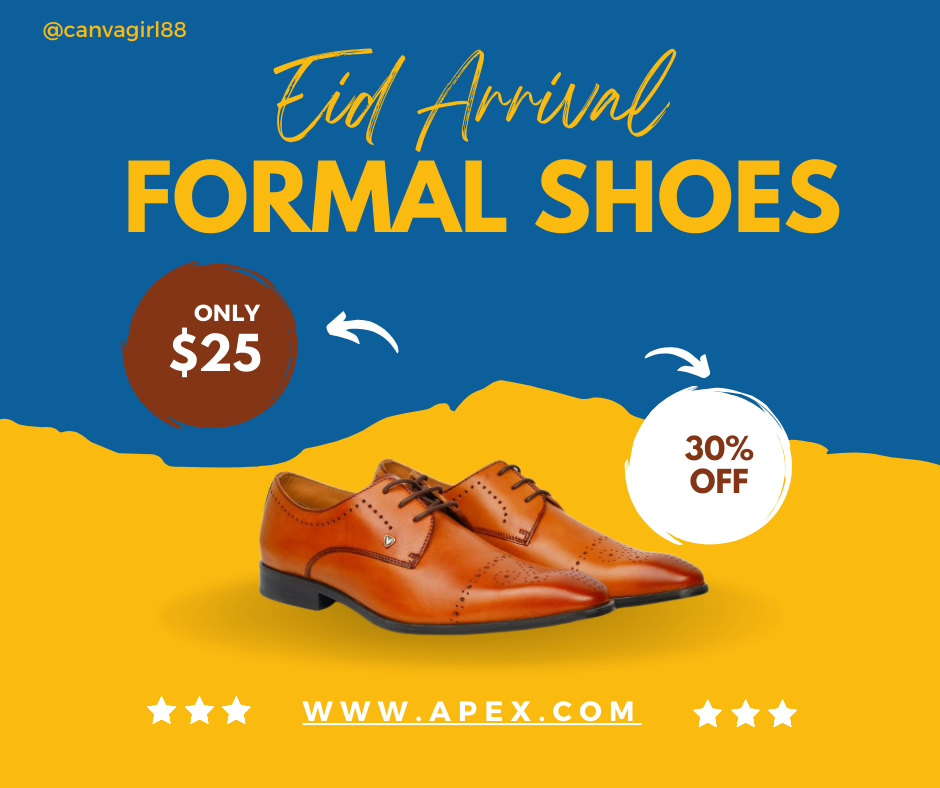 @canvagirl88
Eid Arrival
FORMAL SHOES
ONLY
$25
30%
OFF
WWW.APEX.COM